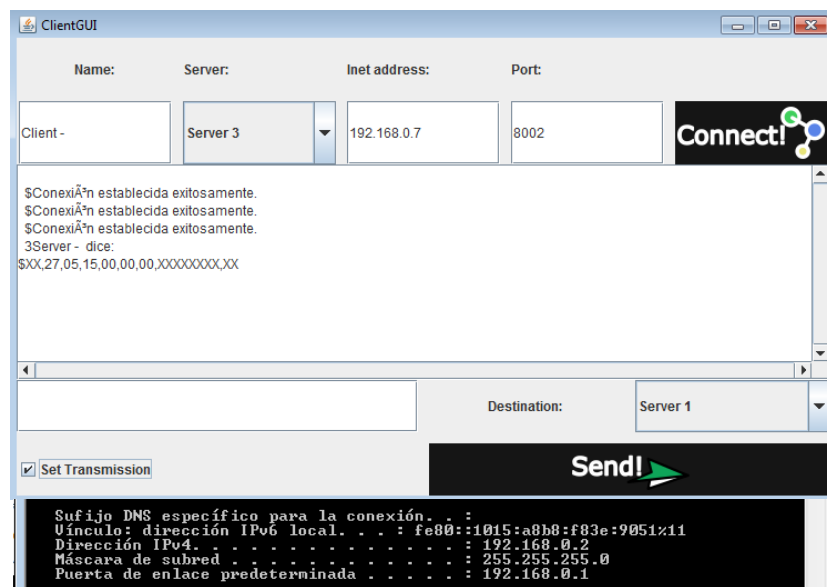 ClientGUI
Name: Server: Inet address: Port:
Client - Server 3 192.168.0.7 8002 Connect!
$ConexiÃ³n establecida exitosamente.
$ConexiÃ³n establecida exitosamente.
$ConexiÃ³n establecida exitosamente.
3Server - dice:
$XX,27,05,15,00,00,00,XXXXXXXX,XX
Destination: Server 1
Set Transmission Send!
Sufijo DNS específico para la conexión. . :
Vínculo: dirección IPv6 local. . . : fe80::1015:a8b8:f83e:9051%11
Dirección IPv4. . . . . . . . . . . . . . : 192.168.0.2
Máscara de subred . . . . . . . . . . . . : 255.255.255.0
Puerta de enlace predeterminada . . . . . : 192.168.0.1